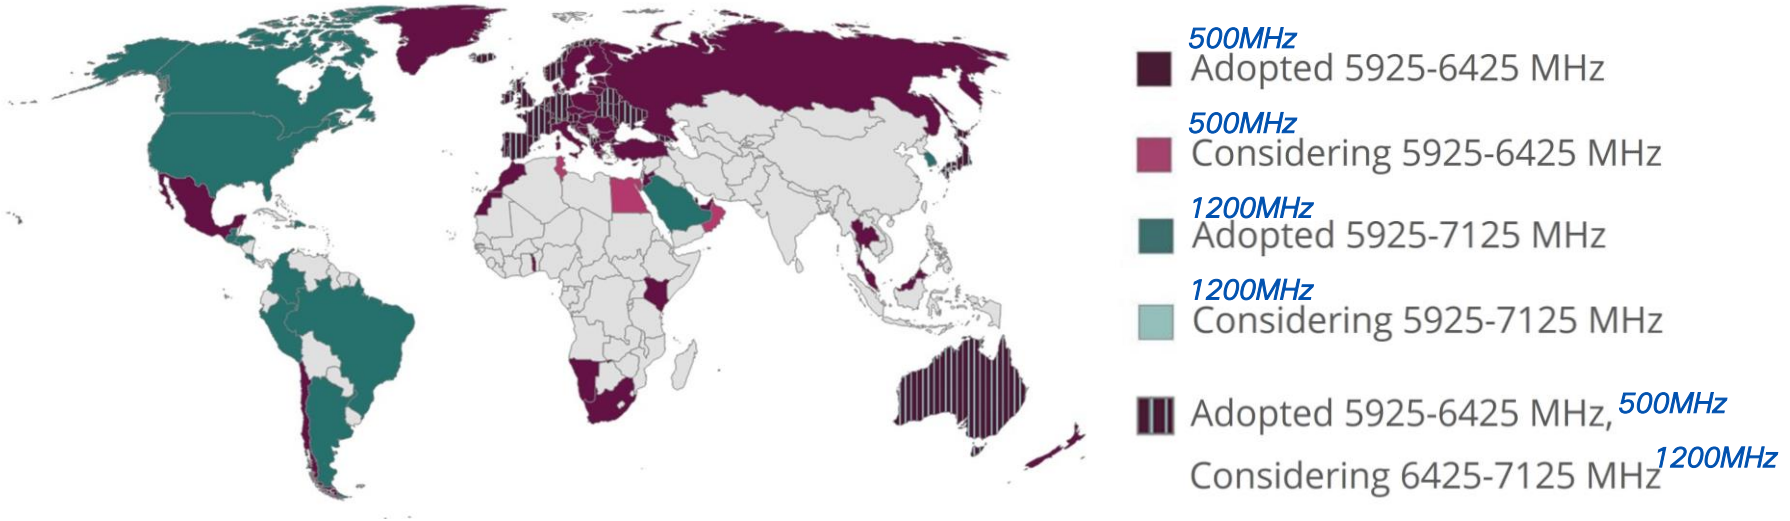 500MHz
Adopted 5925-6425 MHz
500MHz
Considering 5925-6425 MHz
1200MHz
Adopted 5925-7125 MHz
1200MHz
Considering 5925-7125 MHz
Adopted 5925-6425 MHz, 500MHz
Considering 6425-7125 MHz 1200MHz